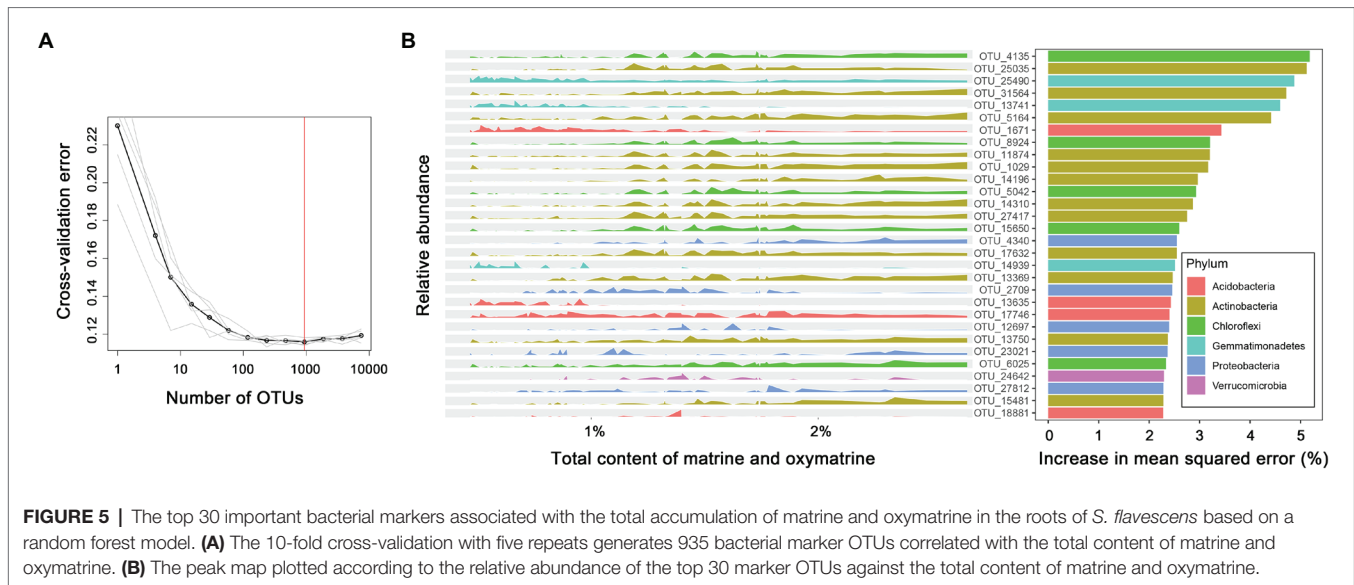 A
Cross-validation error
0.22
0.20
0.18
0.16
0.14
0.12
1 10 100 1000 10000
Number of OTUs
B
Relative abundance
OTU_4135
OTU_25035
OTU_25490
OTU_31564
OTU_13741
OTU_5164
OTU_1671
OTU_8924
OTU_11874
OTU_1029
OTU_14196
OTU_5042
OTU_14310
OTU_27417
OTU_15650
OTU_4340
OTU_17632
OTU_14939
OTU_13369
OTU_2709
OTU_13635
OTU_17746
OTU_12697
OTU_13750
OTU_23021
OTU_6025
OTU_24642
OTU_27812
OTU_15481
OTU_18881
1% 2%
Total content of matrine and oxymatrine
Phylum
Acidobacteria
Actinobacteria
Chloroflexi
Gemmatimonadetes
Proteobacteria
Verrucomicrobia
0 1 2 3 4 5
Increase in mean squared error (%)
FIGURE 5 | The top 30 important bacterial markers associated with the total accumulation of matrine and oxymatrine in the roots of S. flavescens based on a
random forest model. (A) The 10-fold cross-validation with five repeats generates 935 bacterial marker OTUs correlated with the total content of matrine and
oxymatrine. (B) The peak map plotted according to the relative abundance of the top 30 marker OTUs against the total content of matrine and oxymatrine.